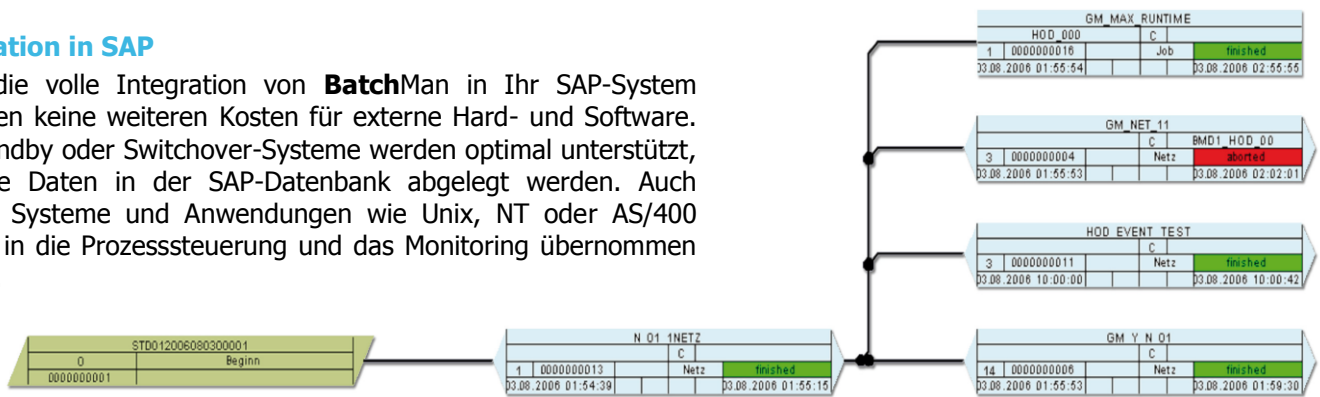 ation in SAP
die volle Integration von BatchMan in Ihr SAP-System
en keine weiteren Kosten für externe Hard- und Software.
ndby oder Switchover-Systeme werden optimal unterstützt,
e Daten in der SAP-Datenbank abgelegt werden. Auch
Systeme und Anwendungen wie Unix, NT oder AS/400
in die Prozesssteuerung und das Monitoring übernommen
GM_MAX_RUNTIME
HOD_000 C
1 0000000016 Job finished
03.08.2006 01:55:54 03.08.2006 02:55:55
GM_NET_11
C BMD1_HOD_00
3 0000000004 Netz aborted
03.08.2006 01:55:53 03.08.2006 02:02:01
HOD EVENT TEST
C
3 0000000011 Netz finished
03.08.2006 10:00:00 03.08.2006 10:00:42
STD012006080300001
0 Beginn
0000000001
N 01 1NETZ
C
1 0000000013 Netz finished
03.08.2006 01:54:39 03.08.2006 01:55:15
GM Y N 01
C
14 0000000006 Netz finished
03.08.2006 01:55:53 03.08.2006 01:59:30